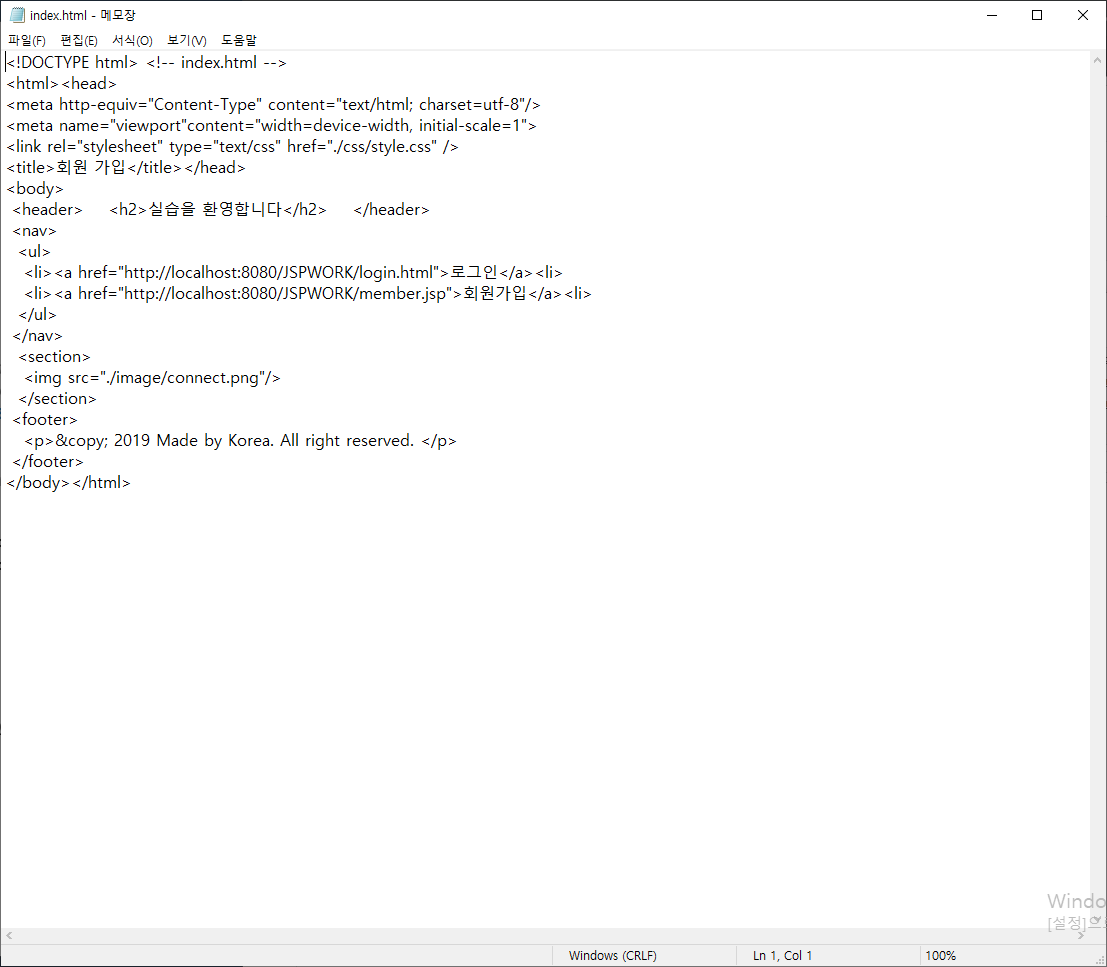 index.html - 메모장
파일(F) 편집(E) 서식(O) 보기(V) 도움말
<!DOCTYPE html> <!-- index.html -->
<html><head>
<meta http-equiv="Content-Type" content="text/html; charset=utf-8"/>
<meta name="viewport"content="width=device-width, initial-scale=1">
<link rel="stylesheet" type="text/css" href="./css/style.css" />
<title>회원 가입</title></head>
<body>
<header> <h2>실습을 환영합니다</h2> </header>
<nav>
<ul>
<li><a href="http://localhost:8080/JSPWORK/login.html">로그인</a><li>
<li><a href="http://localhost:8080/JSPWORK/member.jsp">회원가입</a><li>
</ul>
</nav>
<section>
<img src="./image/connect.png"/>
</section>
<footer>
<p>&copy; 2019 Made by Korea. All right reserved. </p>
</footer>
</body></html>
Windo
[설정]으
Windows (CRLF) Ln 1, Col 1 100%